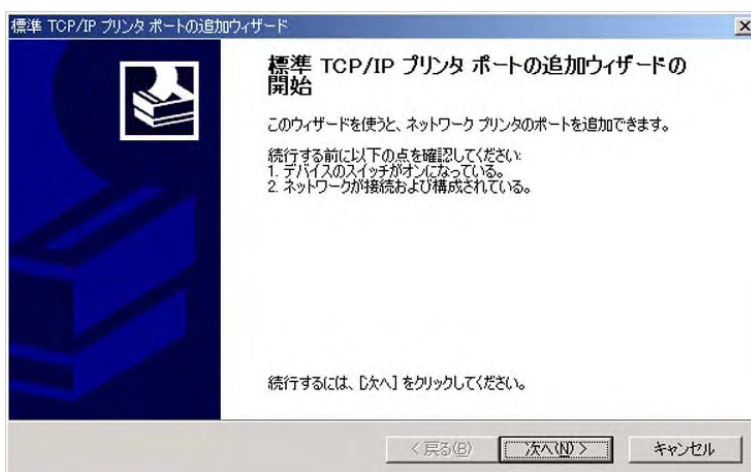 標準 TCP/IP プリンタ ポートの追加ウィザード
標準 TCP/IP プリンタ ポートの追加ウィザードの
開始
このウィザードを使うと、ネットワーク プリンタのポートを追加できます。
続行する前に以下の点を確認してください:
1. デバイスのスイッチがオンになっている。
2. ネットワークが接続および構成されている。
続行するには、[次へ] をクリックしてください。
< 戻る(B)
次へ(N) >
キャンセル